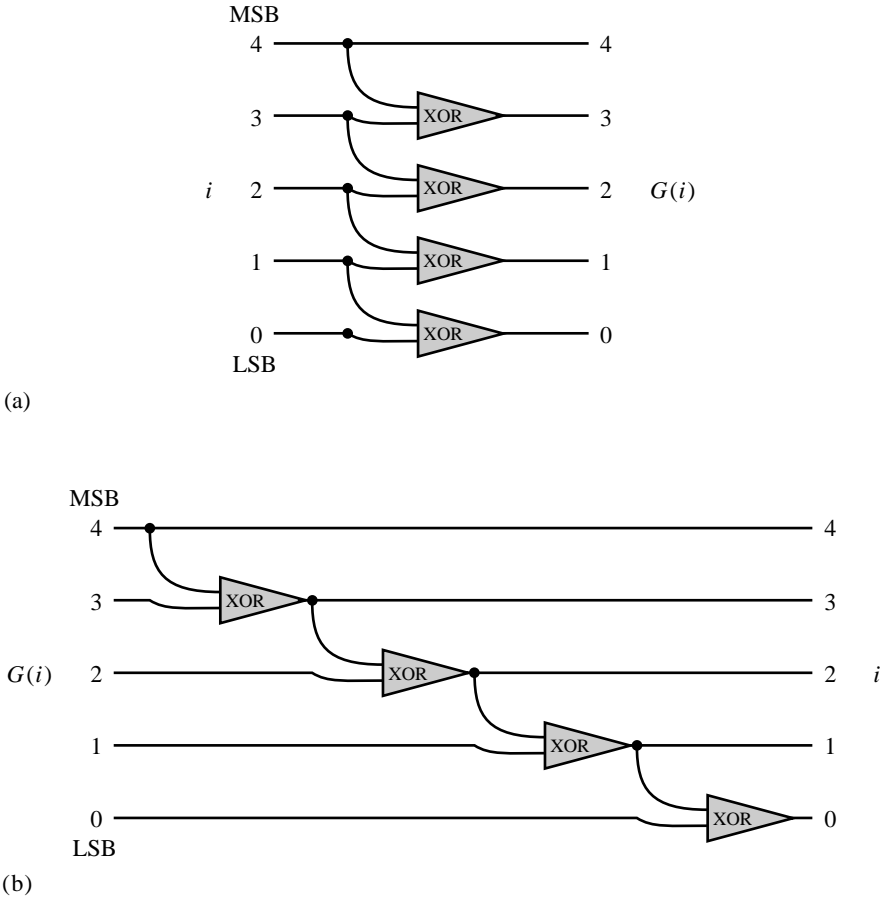 MSB
4 4
3 XOR 3
i 2 XOR 2 G(i)
1 XOR 1
0 XOR 0
LSB
(a)
MSB
4 4
3 XOR 3
G(i) 2 XOR 2 i
1 XOR 1
0 XOR 0
LSB
(b)